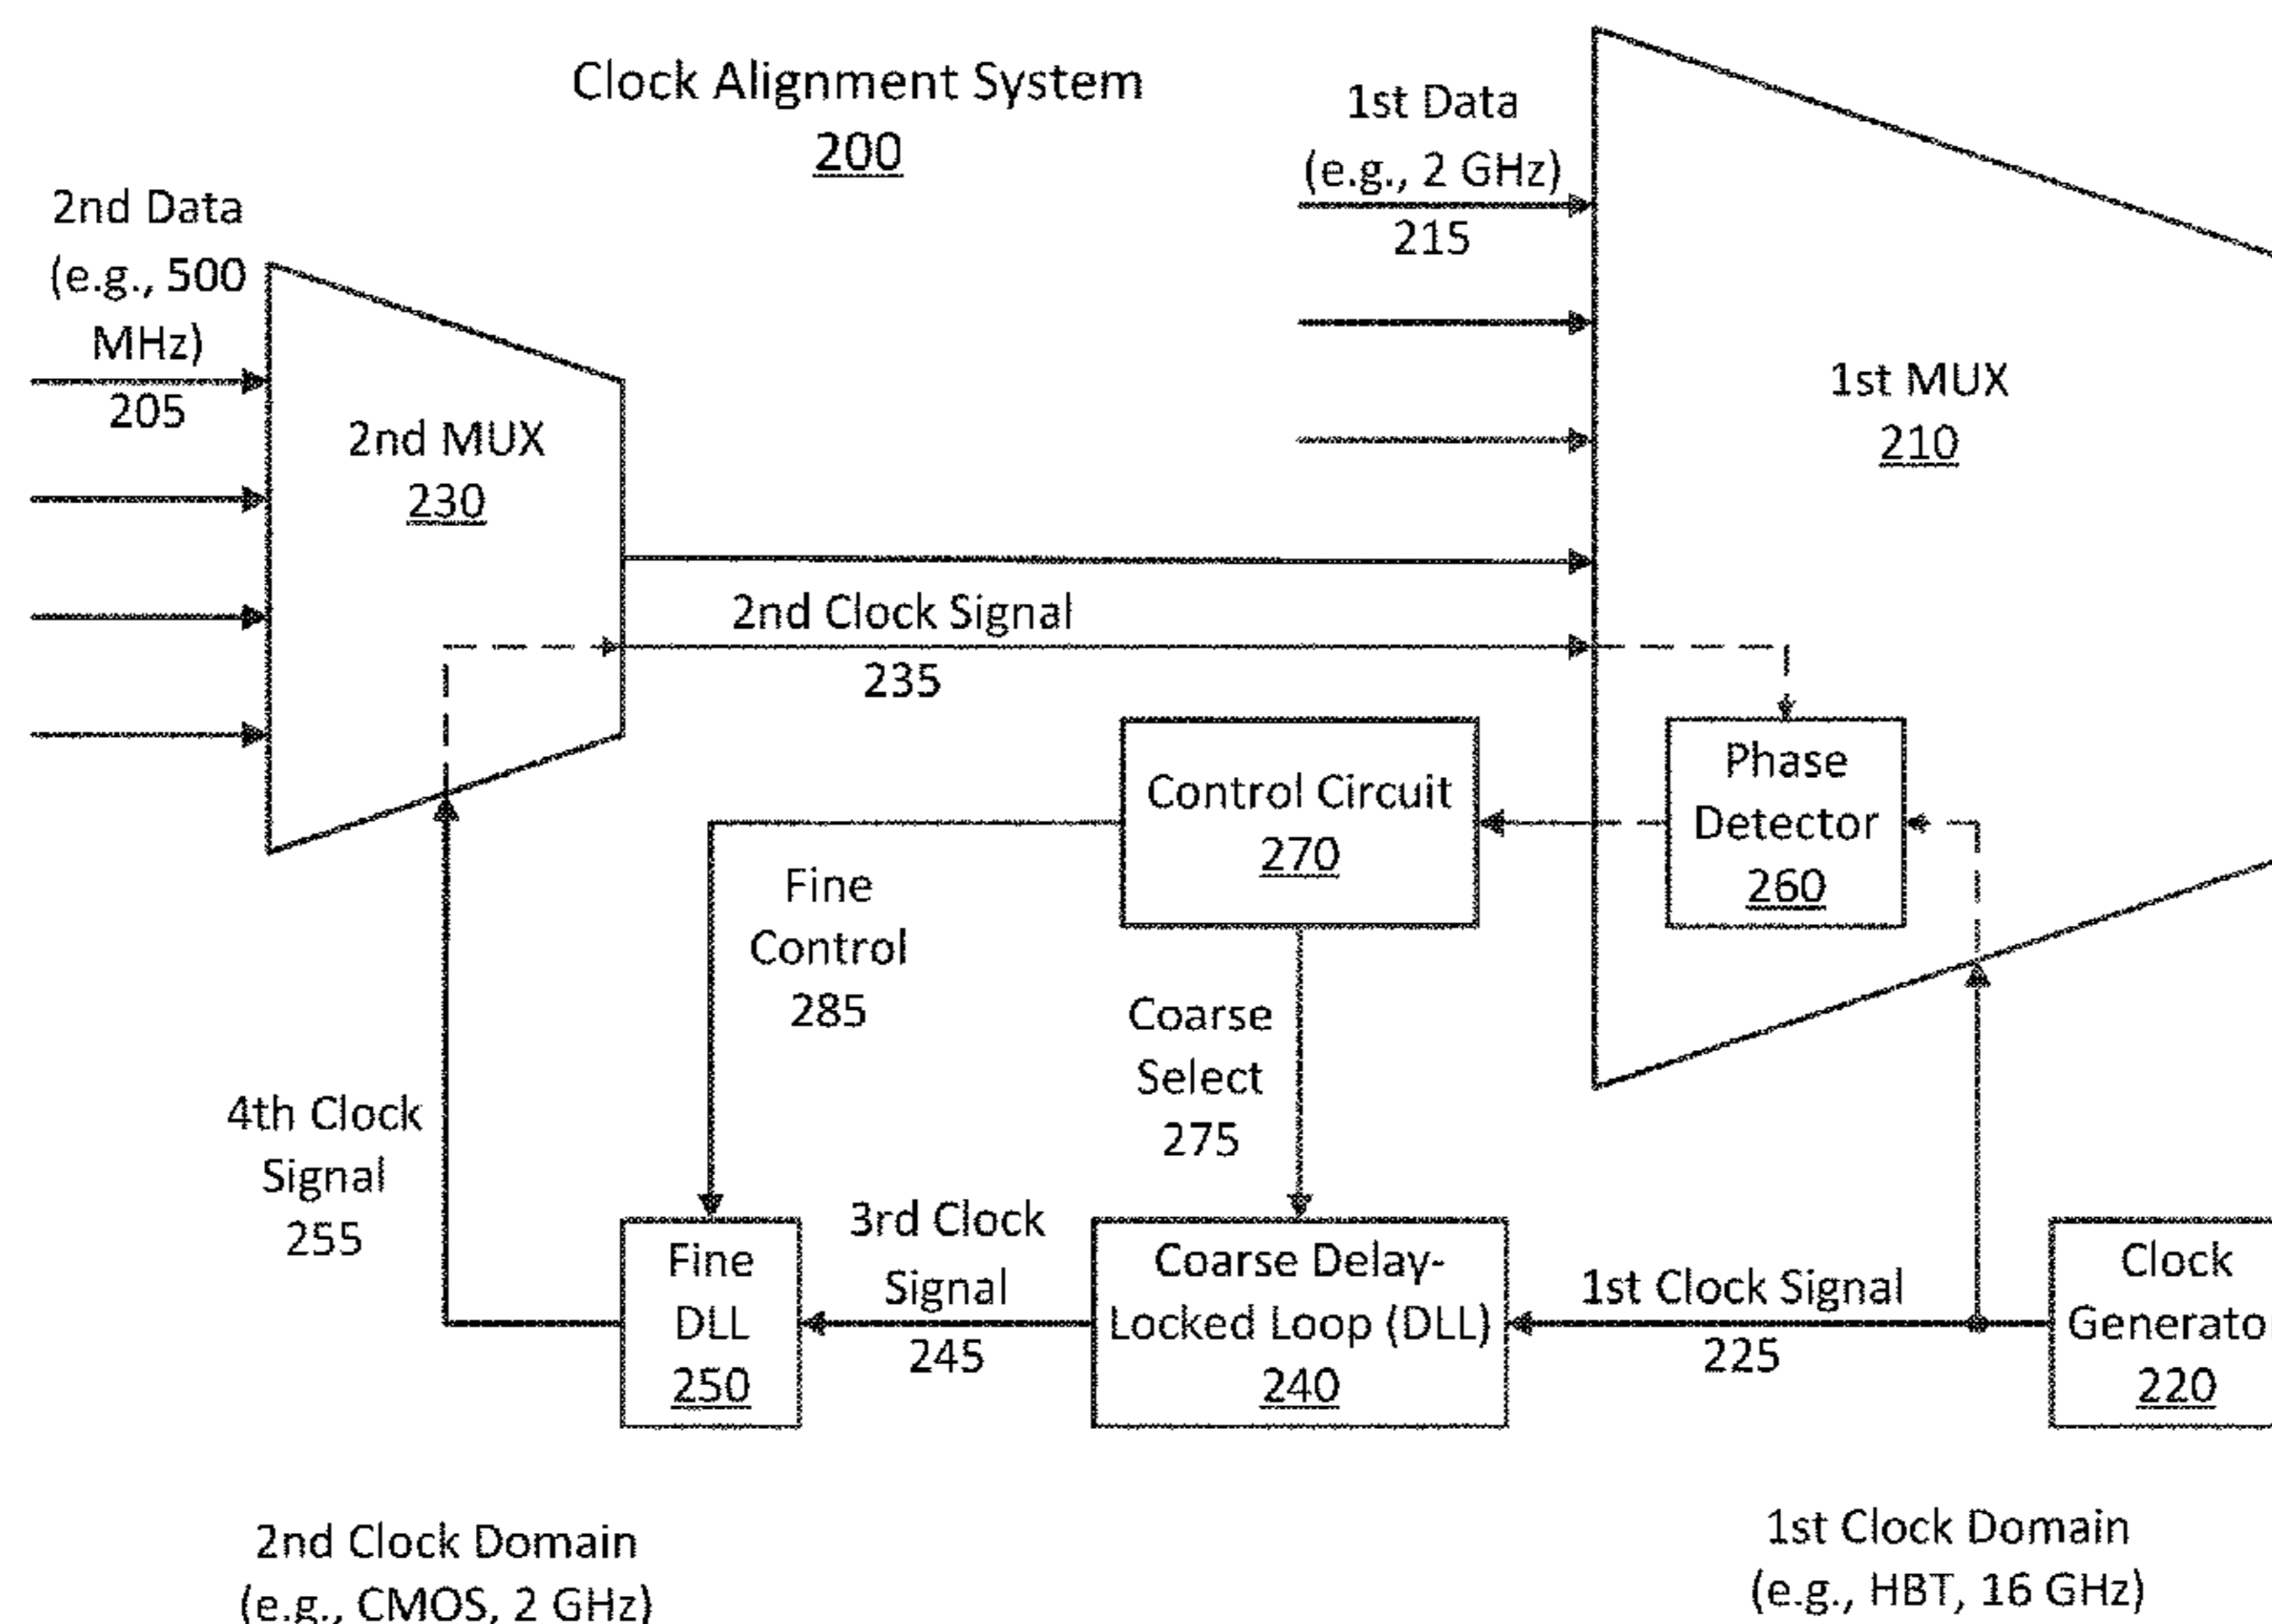 Clock Alignment System
200
1st Data
(e.g., 2 GHz)
215
2nd Data
(e.g., 500
MHz)
205
2nd MUX
230
1st MUX
210
2nd Clock Signal
235
Control Circuit
270
Phase
Detector
260
Fine
Control
285
Coarse
Select
275
4th Clock
Signal
255
Fine
DLL
250
3rd Clock
Signal
245
Coarse Delay-
Locked Loop (DLL)
240
1st Clock Signal
225
Clock
Generator
220
2nd Clock Domain
(e.g., CMOS, 2 GHz)
1st Clock Domain
(e.g., HBT, 16 GHz)